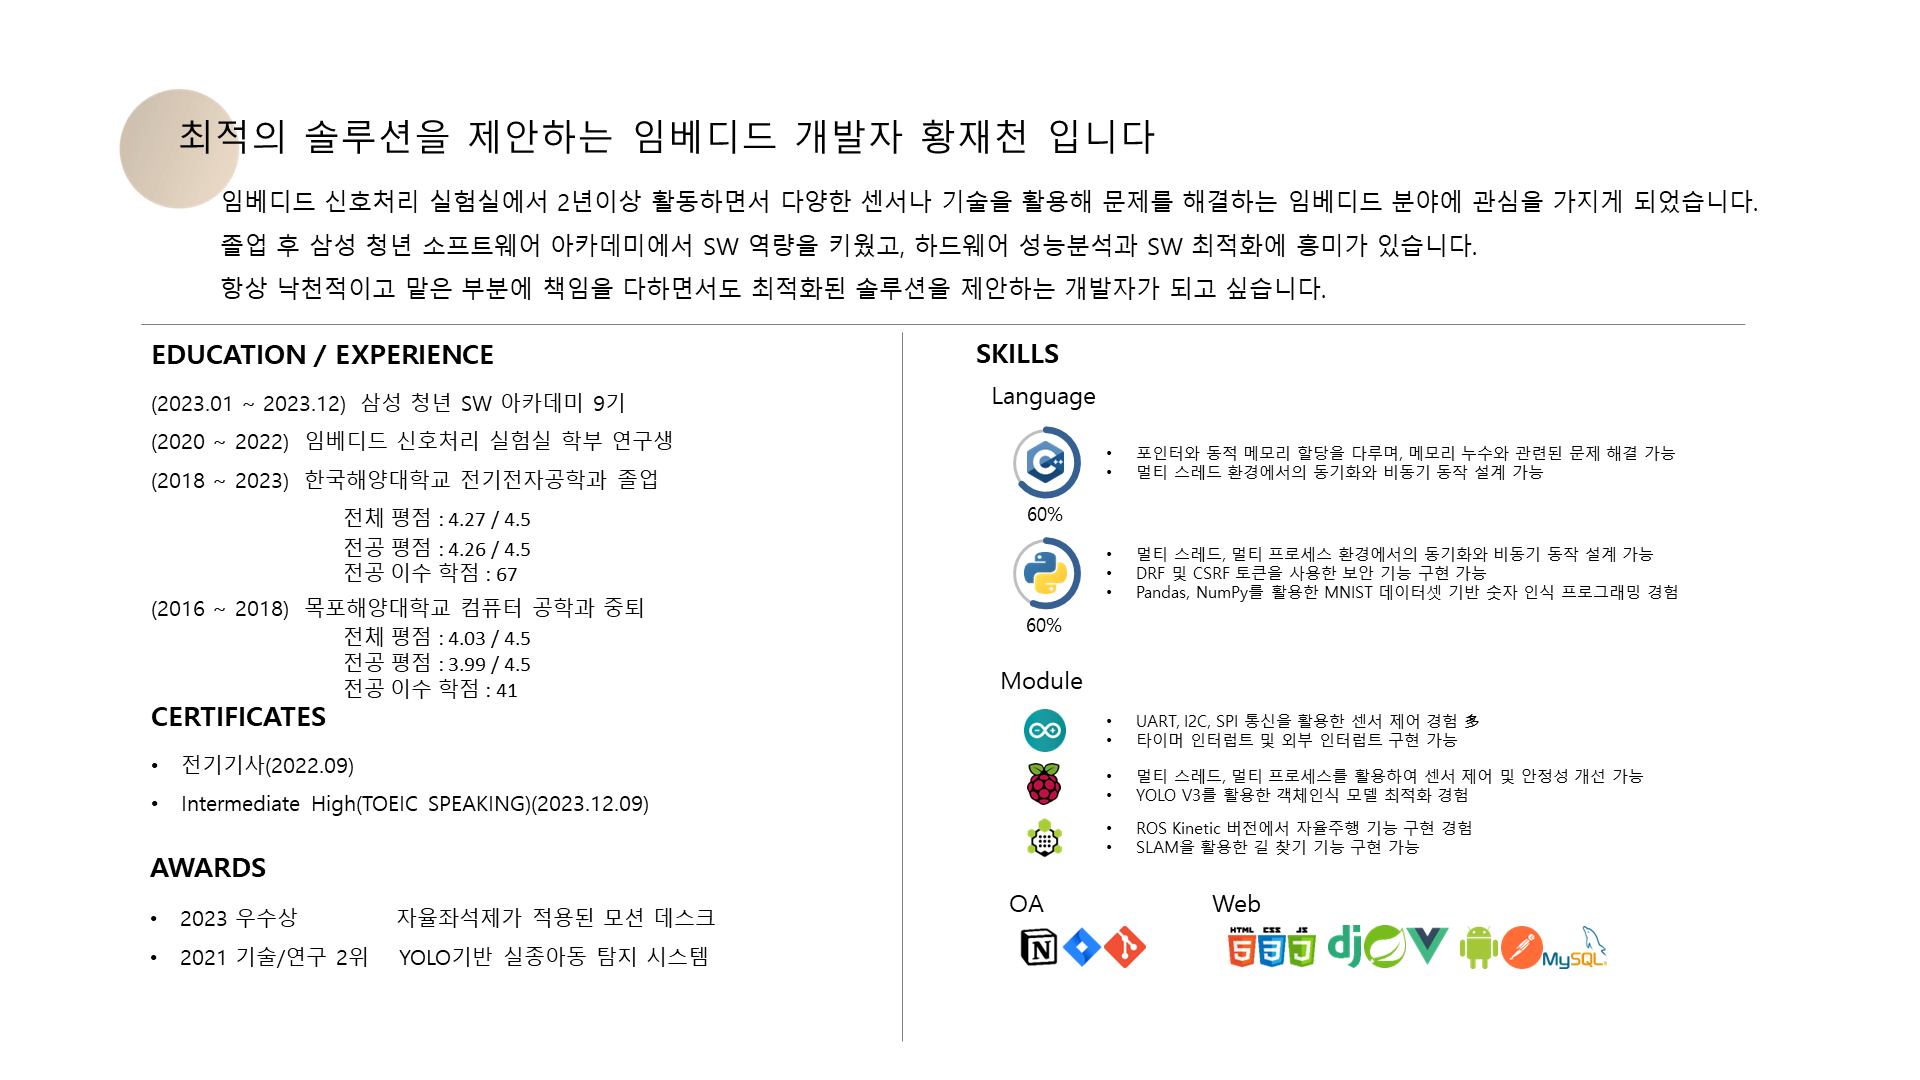 최적의 솔루션을 제안하는 임베디드 개발자 황재천 입니다
임베디드 신호처리 실험실에서 2년이상 활동하면서 다양한 센서나 기술을 활용해 문제를 해결하는 임베디드 분야에 관심을 가지게 되었습니다.
졸업 후 삼성 청년 소프트웨어 아카데미에서 SW 역량을 키웠고, 하드웨어 성능분석과 SW 최적화에 흥미가 있습니다.
항상 낙천적이고 맡은 부분에 책임을 다하면서도 최적화된 솔루션을 제안하는 개발자가 되고 싶습니다.
EDUCATION / EXPERIENCE
(2023.01 ~ 2023.12) 삼성 청년 SW 아카데미 9기
(2020 ~ 2022) 임베디드 신호처리 실험실 학부 연구생
(2018 ~ 2023) 한국해양대학교 전기전자공학과 졸업
전체 평점 : 4.27 / 4.5
전공 평점 : 4.26 / 4.5
전공 이수 학점 : 67
(2016 ~ 2018) 목포해양대학교 컴퓨터 공학과 중퇴
전체 평점 : 4.03 / 4.5
전공 평점 : 3.99 / 4.5
전공 이수 학점 : 41
CERTIFICATES
• 전기기사(2022.09)
• Intermediate High(TOEIC SPEAKING)(2023.12.09)
AWARDS
• 2023 우수상 자율좌석제가 적용된 모션 데스크
• 2021 기술/연구 2위 YOLO기반 실종아동 탐지 시스템
SKILLS
Language
C++
60%
• 포인터와 동적 메모리 할당을 다루며, 메모리 누수와 관련된 문제 해결 가능
• 멀티 스레드 환경에서의 동기화와 비동기 동작 설계 가능
60%
• 멀티 스레드, 멀티 프로세스 환경에서의 동기화와 비동기 동작 설계 가능
• DRF 및 CSRF 토큰을 사용한 보안 기능 구현 가능
• Pandas, NumPy를 활용한 MNIST 데이터셋 기반 숫자 인식 프로그래밍 경험
Module
• UART, I2C, SPI 통신을 활용한 센서 제어 경험 多
• 타이머 인터럽트 및 외부 인터럽트 구현 가능
• 멀티 스레드, 멀티 프로세스를 활용하여 센서 제어 및 안정성 개선 가능
• YOLO V3를 활용한 객체인식 모델 최적화 경험
• ROS Kinetic 버전에서 자율주행 기능 구현 경험
• SLAM을 활용한 길 찾기 기능 구현 가능
OA
N
Web
HTML CSS JS
5 3 J
dj
MySQL